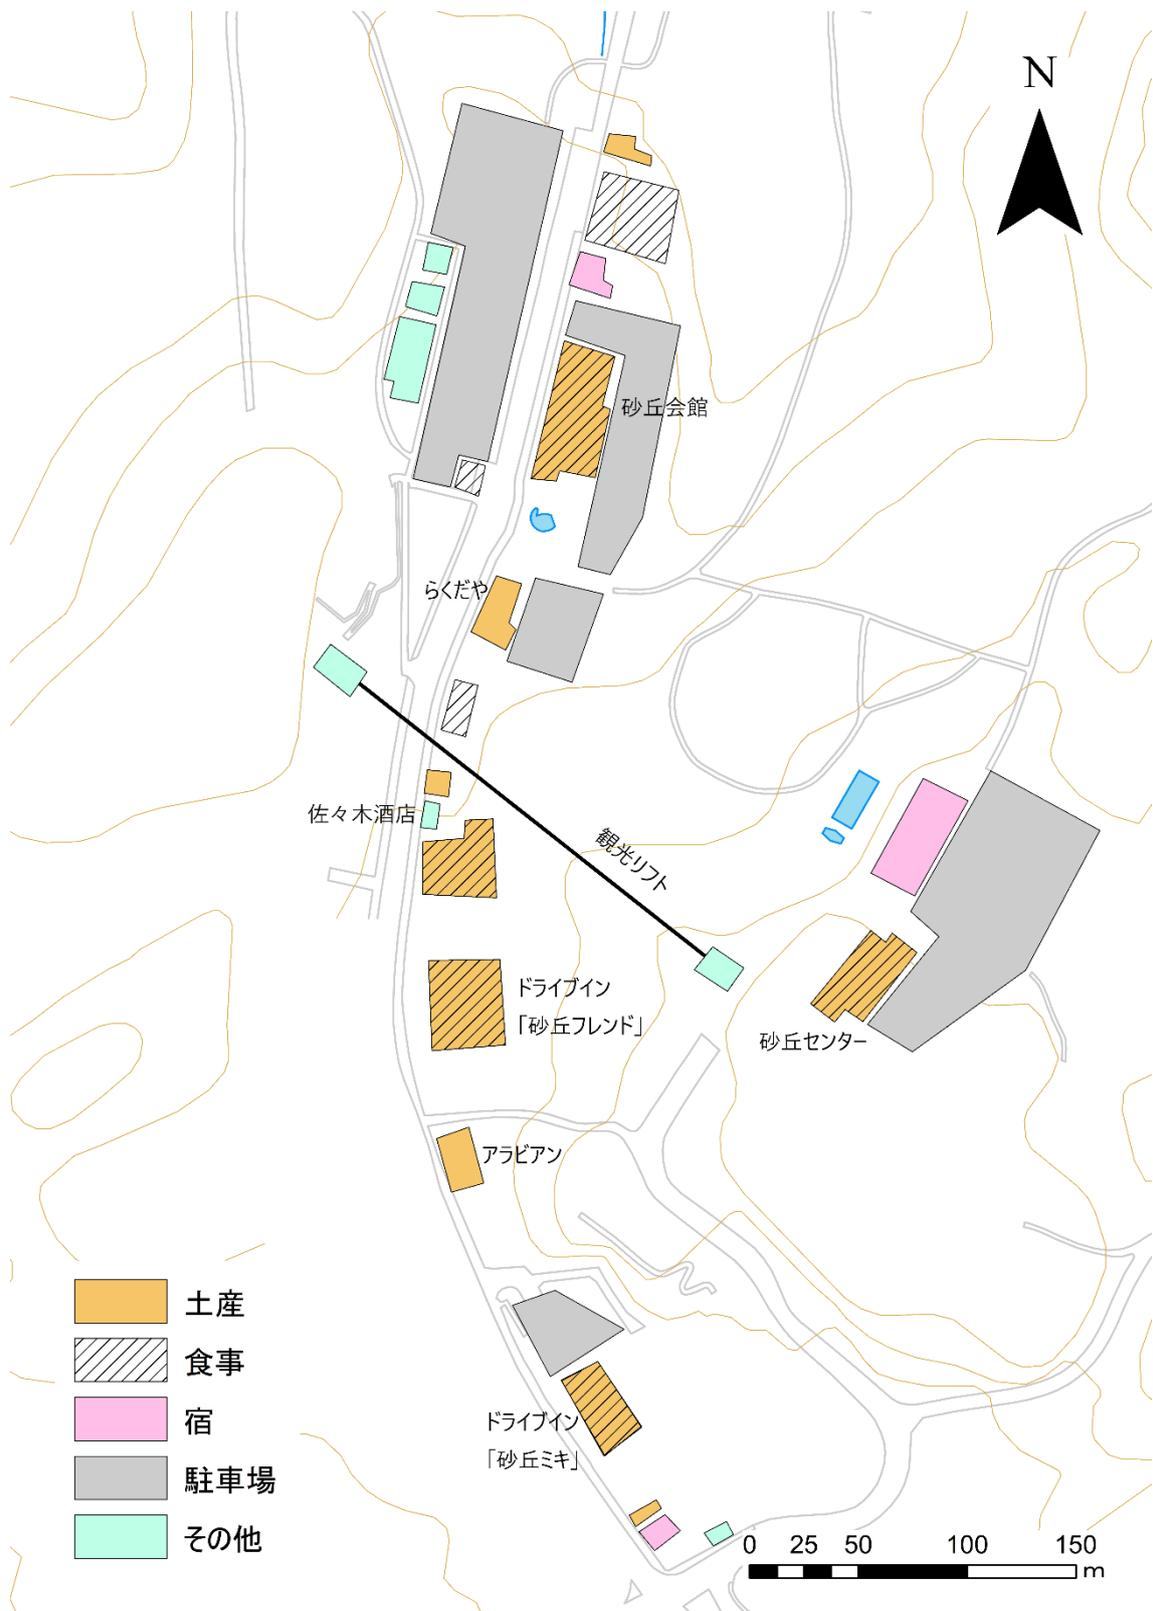 N
砂丘会館
らくだや
佐々木酒店
観光リフト
ドライブイン
「砂丘フレンド」
砂丘センター
アラビアン
ドライブイン
「砂丘ミキ」
土産
食事
宿
駐車場
その他
0 25 50 100 150
m